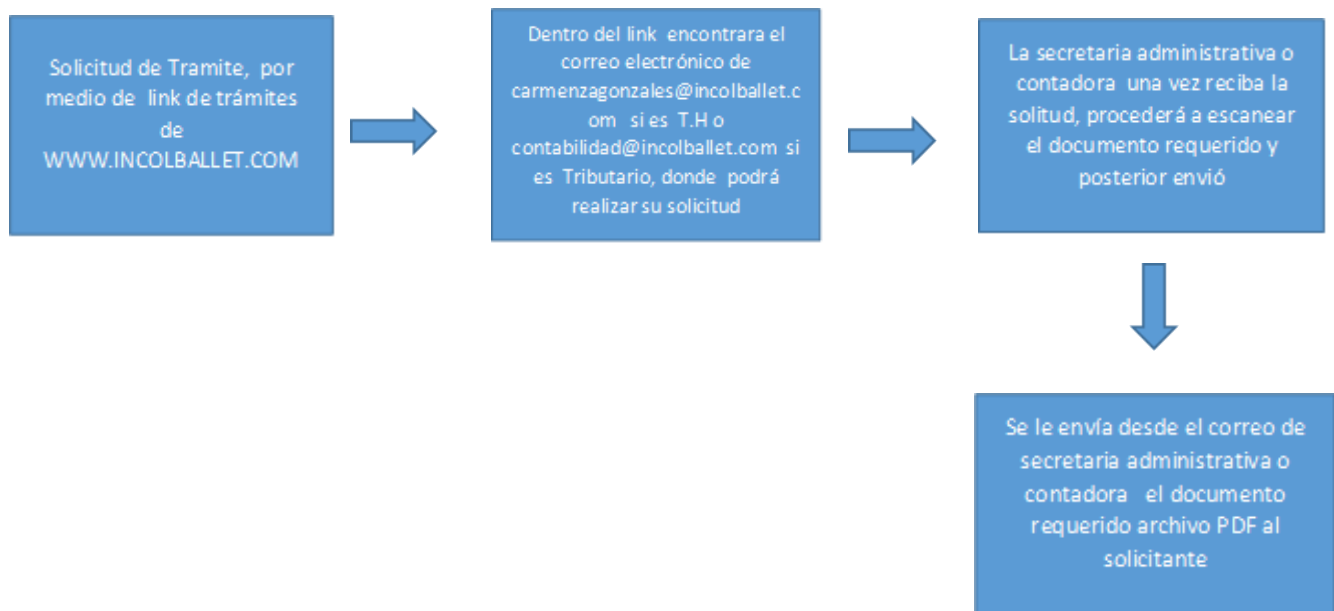 Solicitud de Tramite, por
medio de link de trámites
de
WWW.INCOLBALLET.COM
Dentro del link encontrara el
correo electrónico de
carmenzagonzales@incolballet.c
om si es T.H o
contabilidad@incolballet.com si
es Tributario, donde podrá
realizar su solicitud
La secretaria administrativa o
contadora una vez reciba la
solitud, procederá a escanear
el documento requerido y
posterior envió
Se le envía desde el correo de
secretaria administrativa o
contadora el documento
requerido archivo PDF al
solicitante